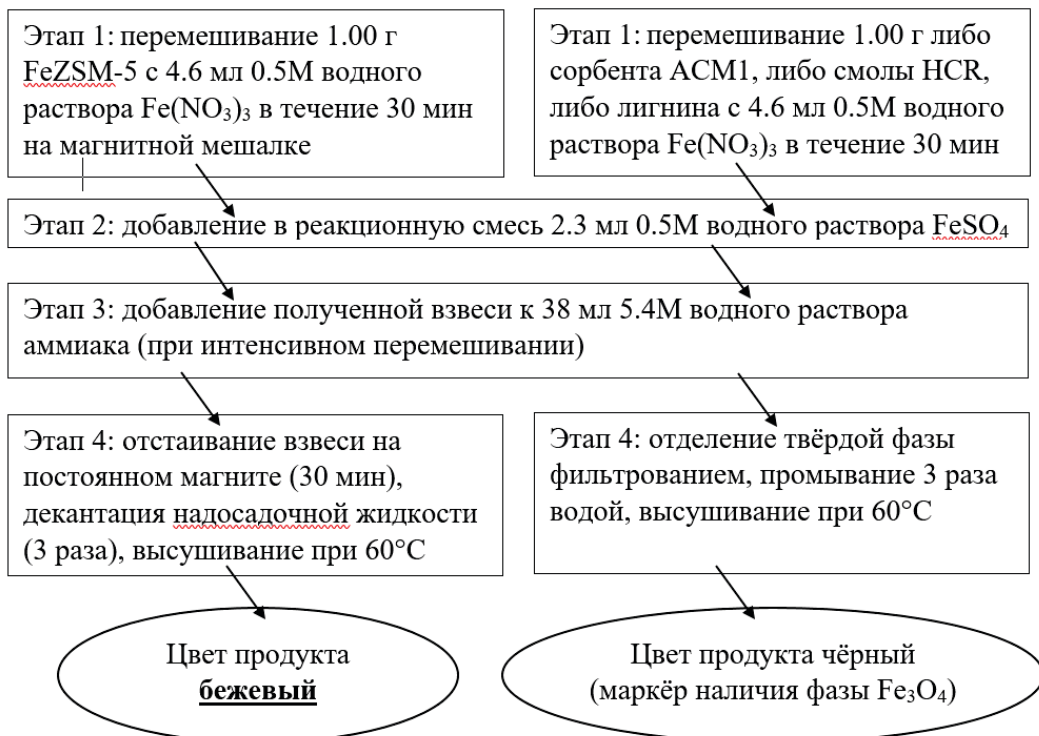 Этап 1: перемешивание 1.00 г
FeZSM-5 с 4.6 мл 0.5М водного
раствора Fe(NO₃)₃ в течение 30 мин
на магнитной мешалке
Этап 1: перемешивание 1.00 г либо
сорбента АСМ1, либо смолы HCR,
либо лигнина с 4.6 мл 0.5М водного
раствора Fe(NO₃)₃ в течение 30 мин
Этап 2: добавление в реакционную смесь 2.3 мл 0.5М водного раствора FeSO₄
Этап 3: добавление полученной взвеси к 38 мл 5.4М водного раствора
аммиака (при интенсивном перемешивании)
Этап 4: отстаивание взвеси на
постоянном магните (30 мин),
декантация надосадочной жидкости
(3 раза), высушивание при 60°С
Этап 4: отделение твёрдой фазы
фильтрованием, промывание 3 раза
водой, высушивание при 60°С
Цвет продукта
бежевый
Цвет продукта чёрный
(маркёр наличия фазы Fe₃O₄)